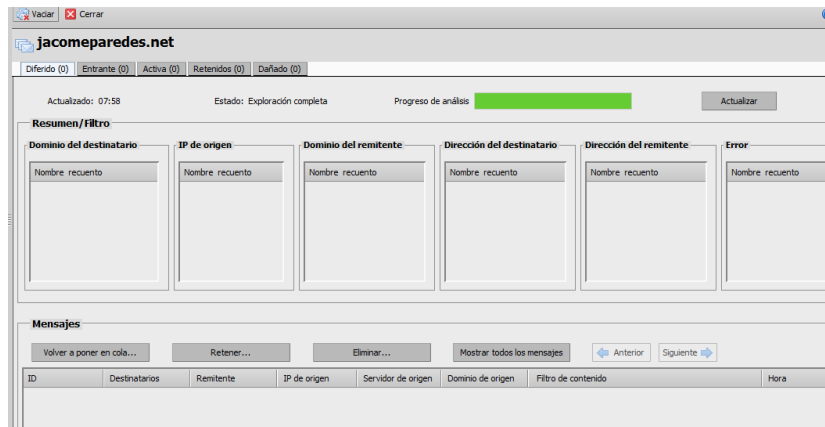 Vaciar Cerrar
jacomeparedes.net
Diferido (0) Entrante (0) Activa (0) Retenidos (0) Dañado (0)
Actualizado: 07:58 Estado: Exploración completa Progreso de análisis Actualizar
Resumen/Filtro
Dominio del destinatario IP de origen Dominio del remitente Dirección del destinatario Dirección del remitente Error
Nombre recuento Nombre recuento Nombre recuento Nombre recuento Nombre recuento Nombre recuento
Mensajes
Volver a poner en cola... Retener... Eliminar... Mostrar todos los mensajes Anterior Siguiente
ID Destinatarios Remitente IP de origen Servidor de origen Dominio de origen Filtro de contenido Hora